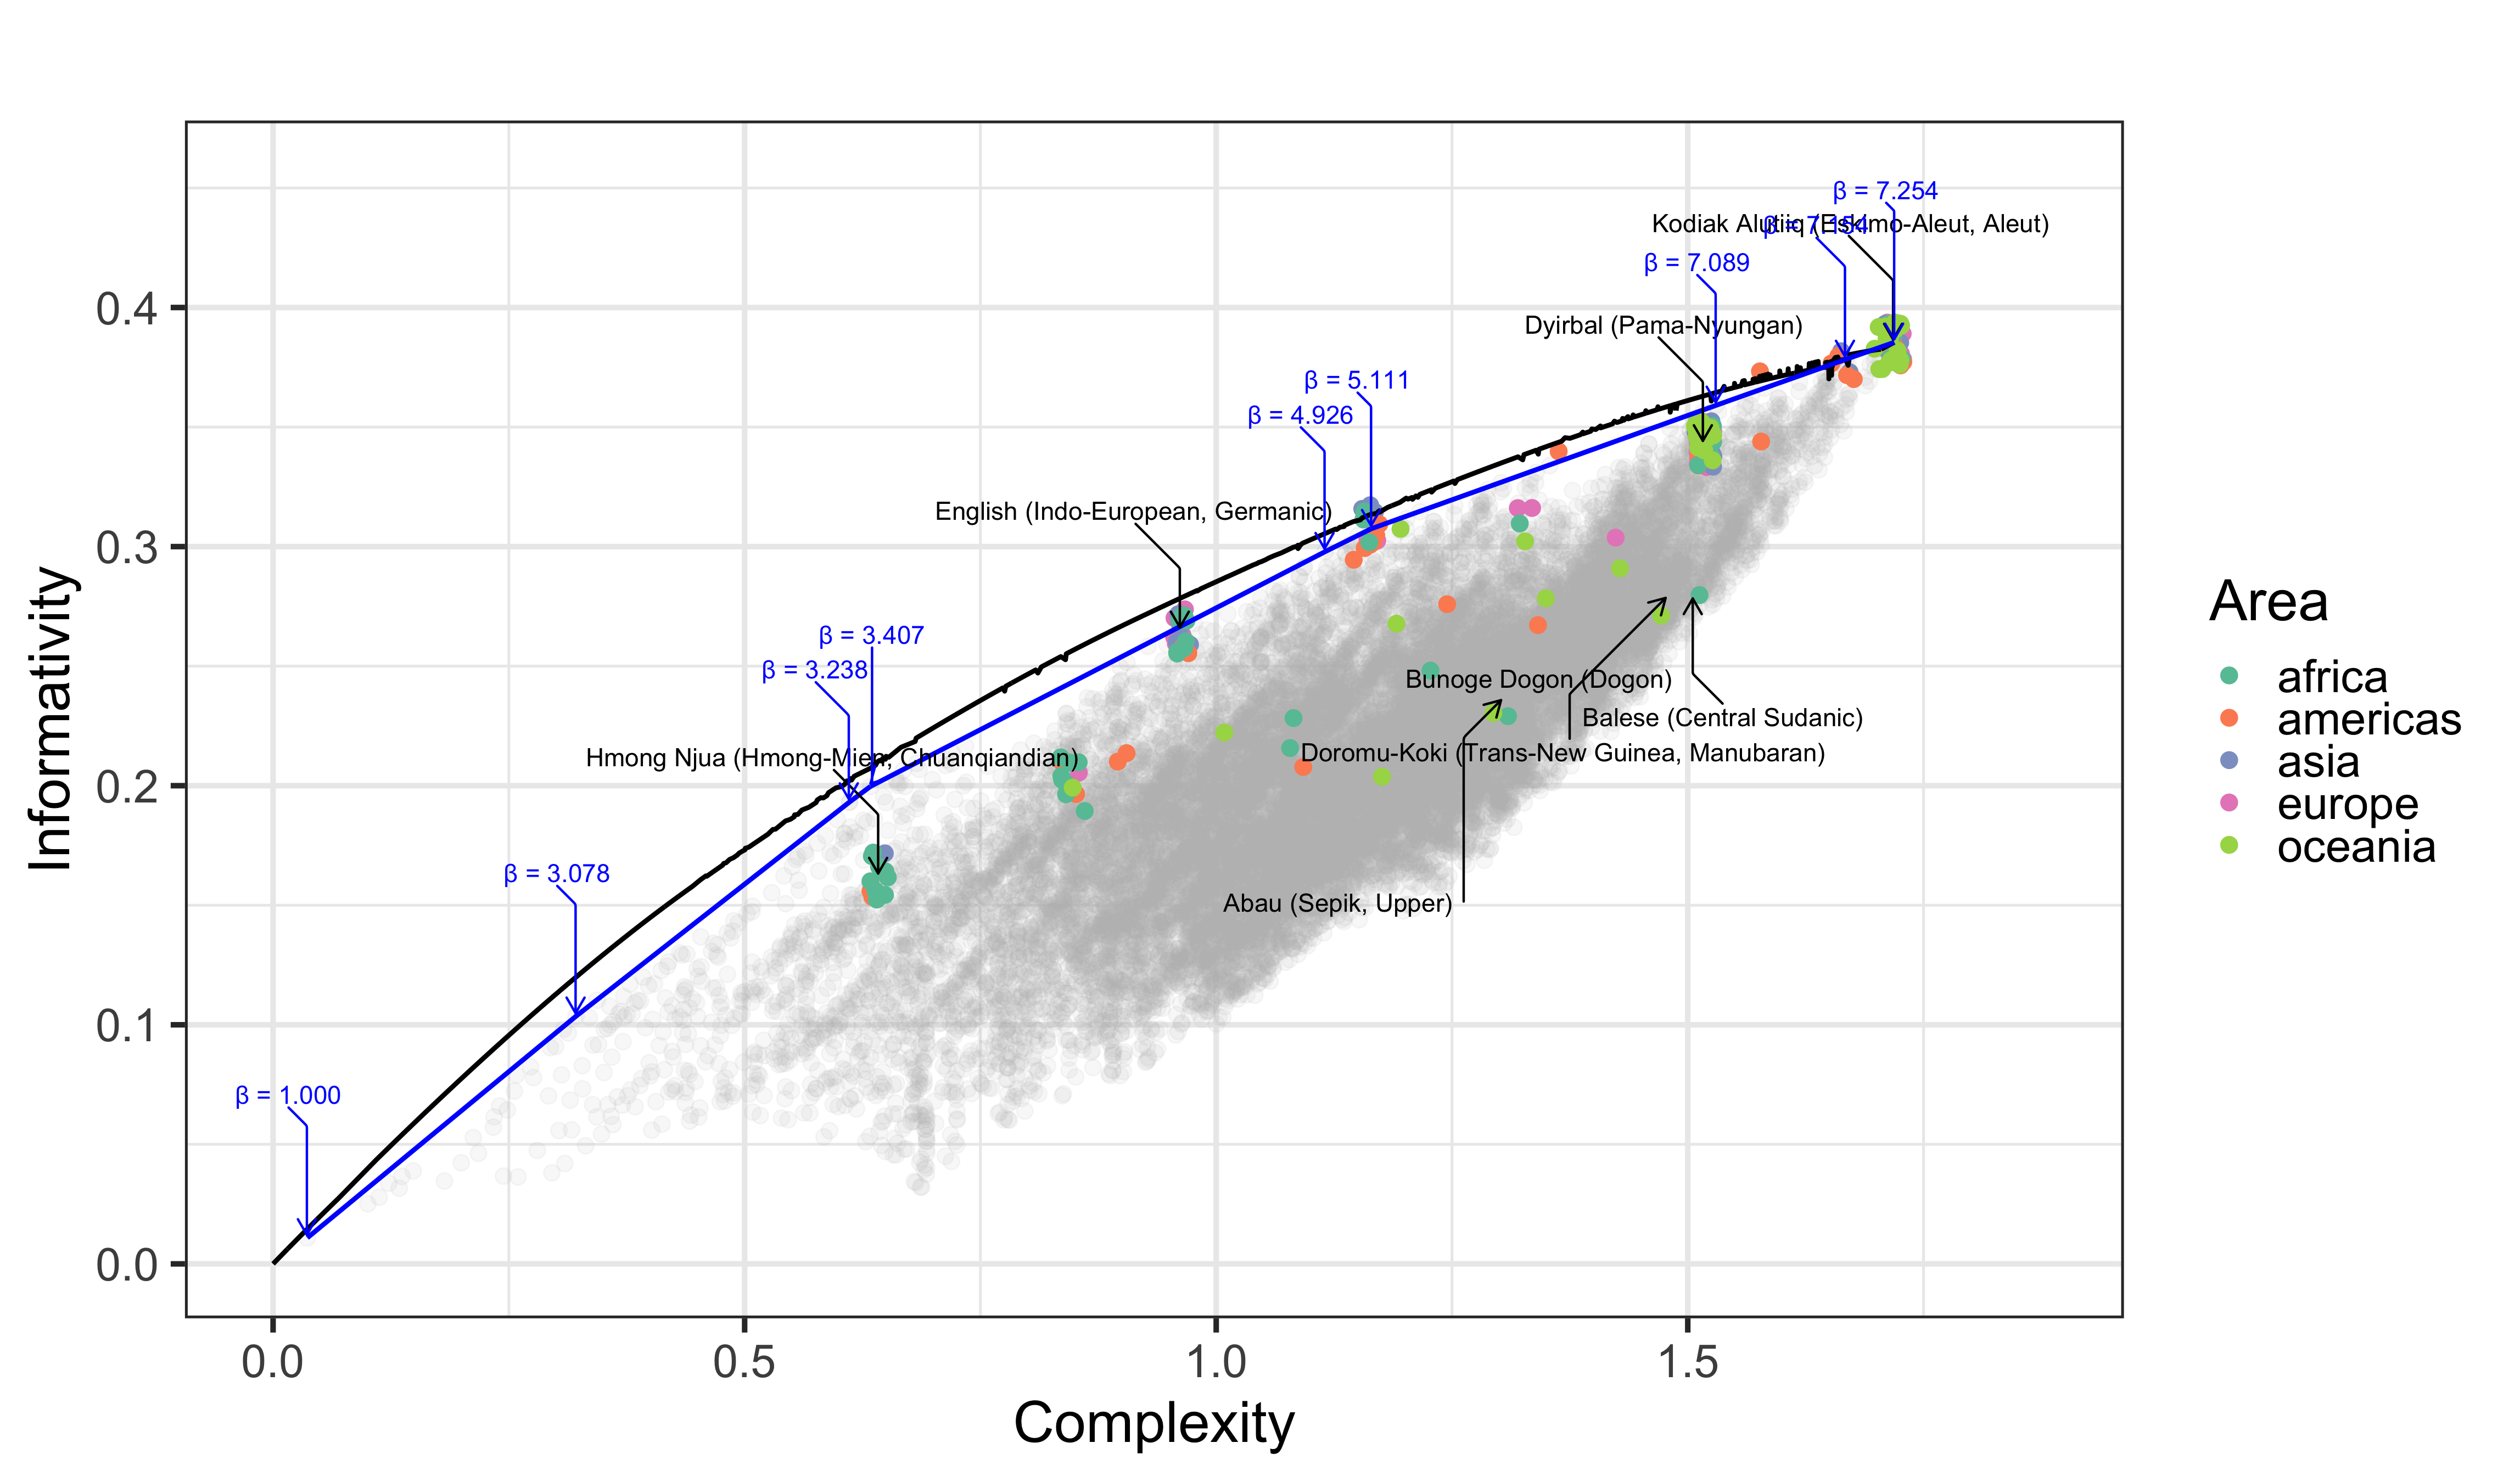 β = 7.254
Kodiak Alutiiq (Eskimo-Aleut, Aleut)
β = 7.154
β = 7.089
0.4
Dyirbal (Pama-Nyungan)
β = 5.111
β = 4.926
English (Indo-European, Germanic)
0.3
β = 3.407
β = 3.238
Bunoge Dogon (Dogon)
Balese (Central Sudanic)
Doromu-Koki (Trans-New Guinea, Manubaran)
Hmong Njua (Hmong-Mien, Chuanqiandian)
0.2
Abau (Sepik, Upper)
β = 3.078
0.1
β = 1.000
0.0
Informativity
0.0
0.5
1.0
1.5
Complexity
Area
africa
americas
asia
europe
oceania